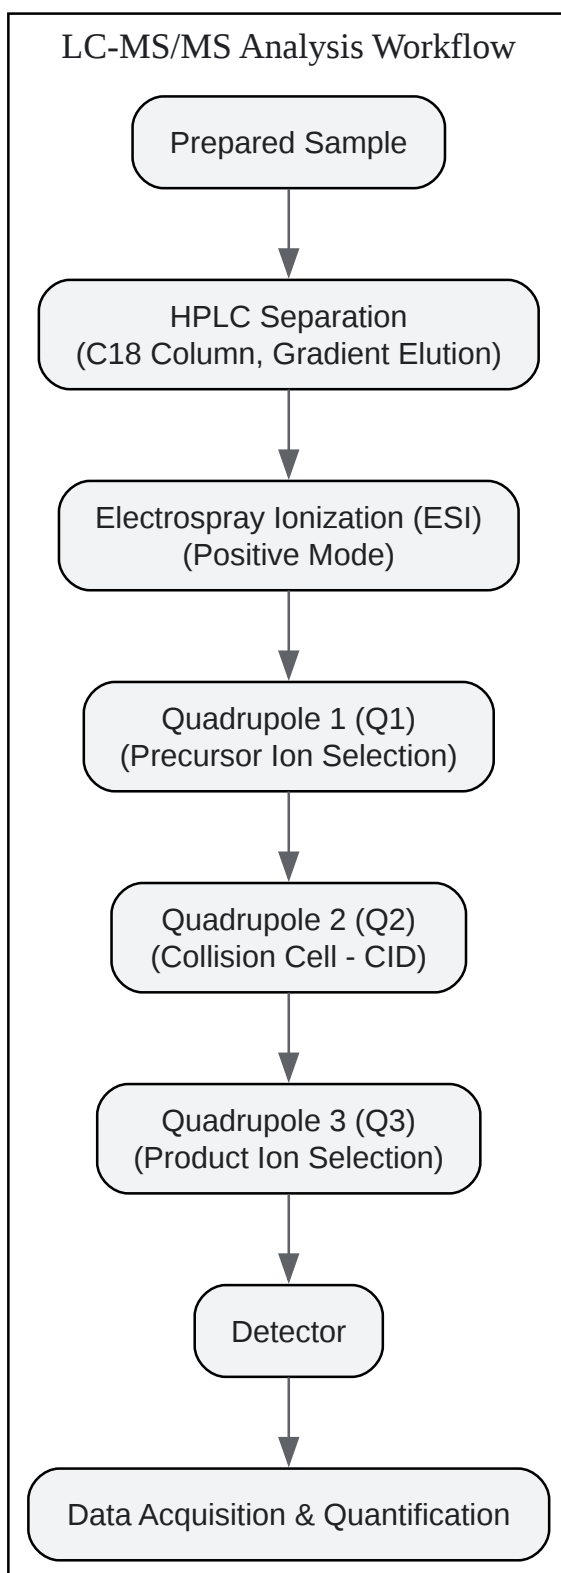 LC-MS/MS Analysis Workflow
Prepared Sample
HPLC Separation
(C18 Column, Gradient Elution)
Electrospray Ionization (ESI)
(Positive Mode)
Quadrupole 1 (Q1)
(Precursor Ion Selection)
Quadrupole 2 (Q2)
(Collision Cell - CID)
Quadrupole 3 (Q3)
(Product Ion Selection)
Detector
Data Acquisition & Quantification